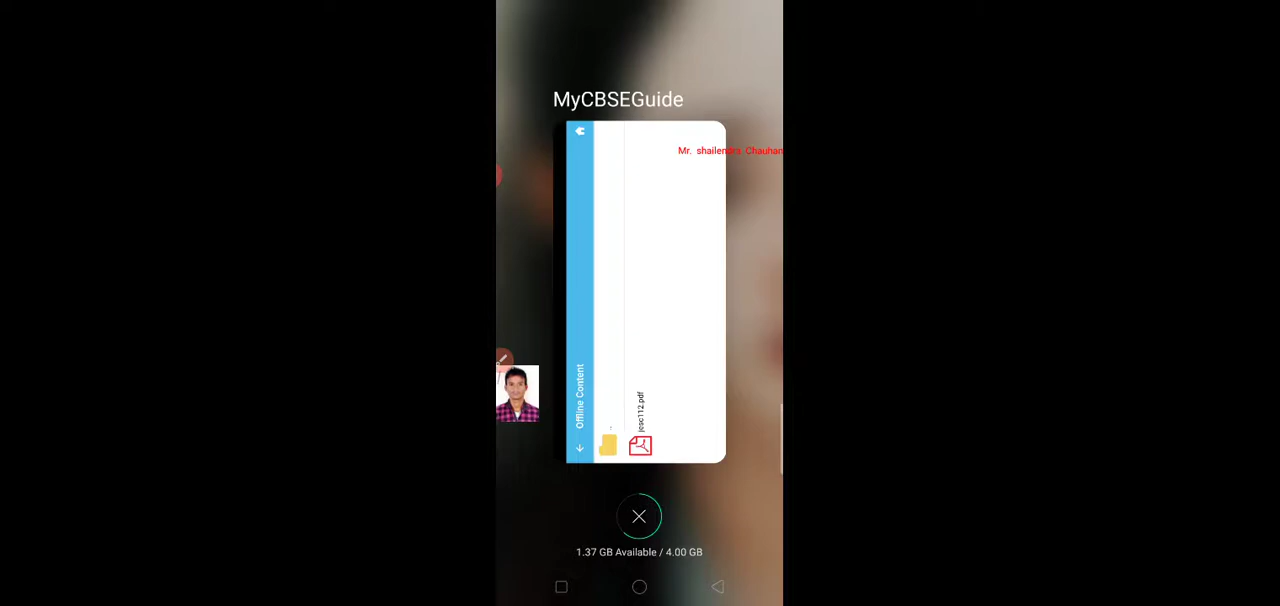 MyCBSEGuide
Mr. shailendra Chauhan
Offline Content
..
jesc112.pdf
1.37 GB Available / 4.00 GB